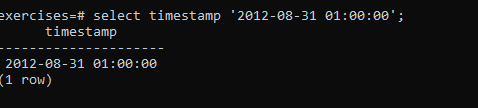 exercises=# select timestamp '2012-08-31 01:00:00';
timestamp
---------------------
2012-08-31 01:00:00
(1 row)